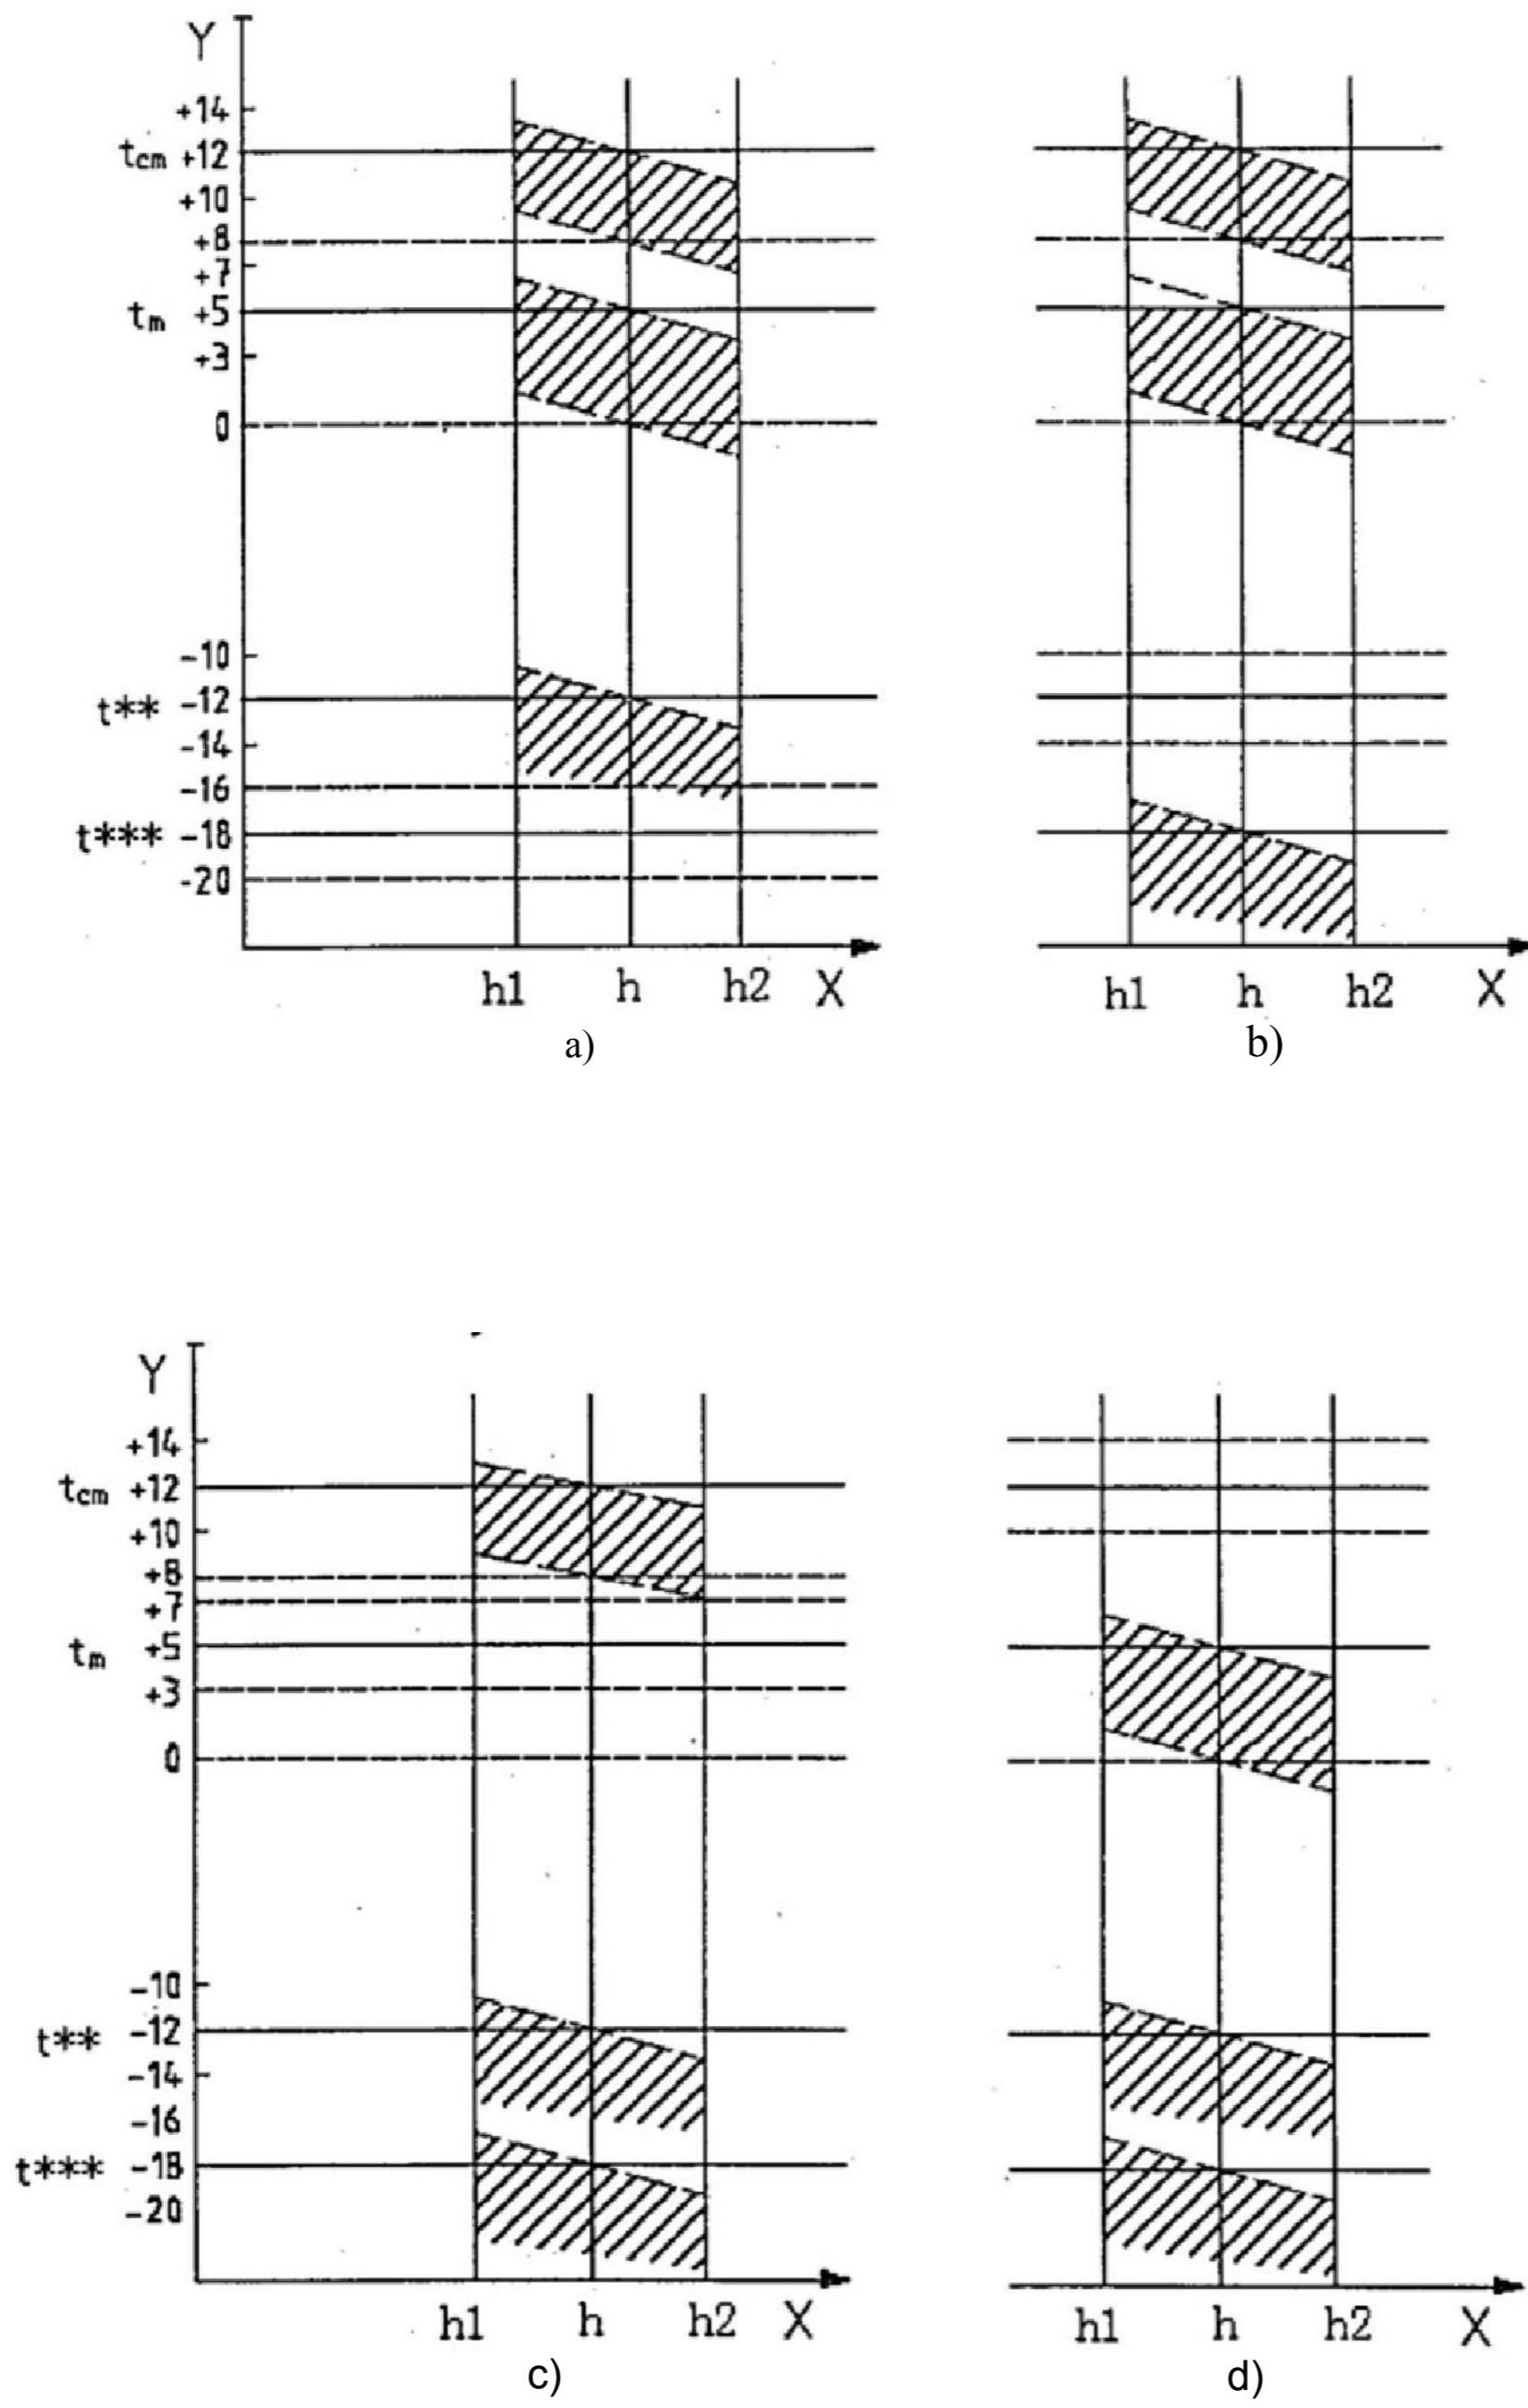 Y
+14
tcm +12
+10
+8
+7
tm +5
+3
0
-10
t** -12
-14
-16
t*** -18
-20
h1 h h2 X
a)
h1 h h2 X
b)
Y
+14
tcm +12
+10
+8
+7
tm +5
+3
0
-10
t** -12
-14
-16
t*** -18
-20
h1 h h2 X
c)
h1 h h2 X
d)